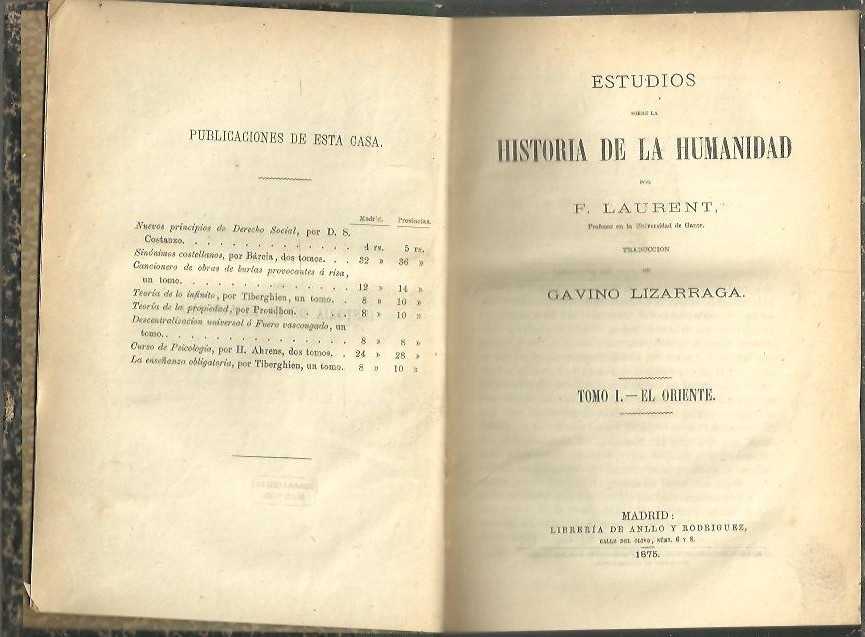 PUBLICACIONES DE ESTA CASA.
Madrid. Provincias.
Nuevos principios de Derecho Social, por D. S.
Costanzo. . . . . . . . . . . . . . 4 rs. 5 rs.
Sinónimos castellanos, por Bárcia, dos tomos. . . 32 » 36 »
Cancionero de obras de burlas provocantes á risa,
un tomo. . . . . . . . . . . . . . 12 » 14 »
Teoría de lo infinito, por Tiberghien, un tomo. . 8 » 10 »
Teoría de la propiedad, por Proudhon. . . . . 8 » 10 »
Descentralizacion universal ó Fuero vascongado, un
tomo. . . . . . . . . . . . . . . 8 » 8 »
Curso de Psicología, por H. Ahrens, dos tomos. . 24 » 28 »
La enseñanza obligatoria, por Tiberghien, un tomo. . 8 » 10 »
ESTUDIOS
SOBRE LA
HISTORIA DE LA HUMANIDAD
POR
F. LAURENT,
Profesor en la Universidad de Gante.
TRADUCCION
DE
GAVINO LIZARRAGA.
TOMO I.—EL ORIENTE.
MADRID:
LIBRERÍA DE ANLLO Y RODRIGUEZ,
CALLE DEL OLIVO, NÚMS. 6 Y 8.
1875.